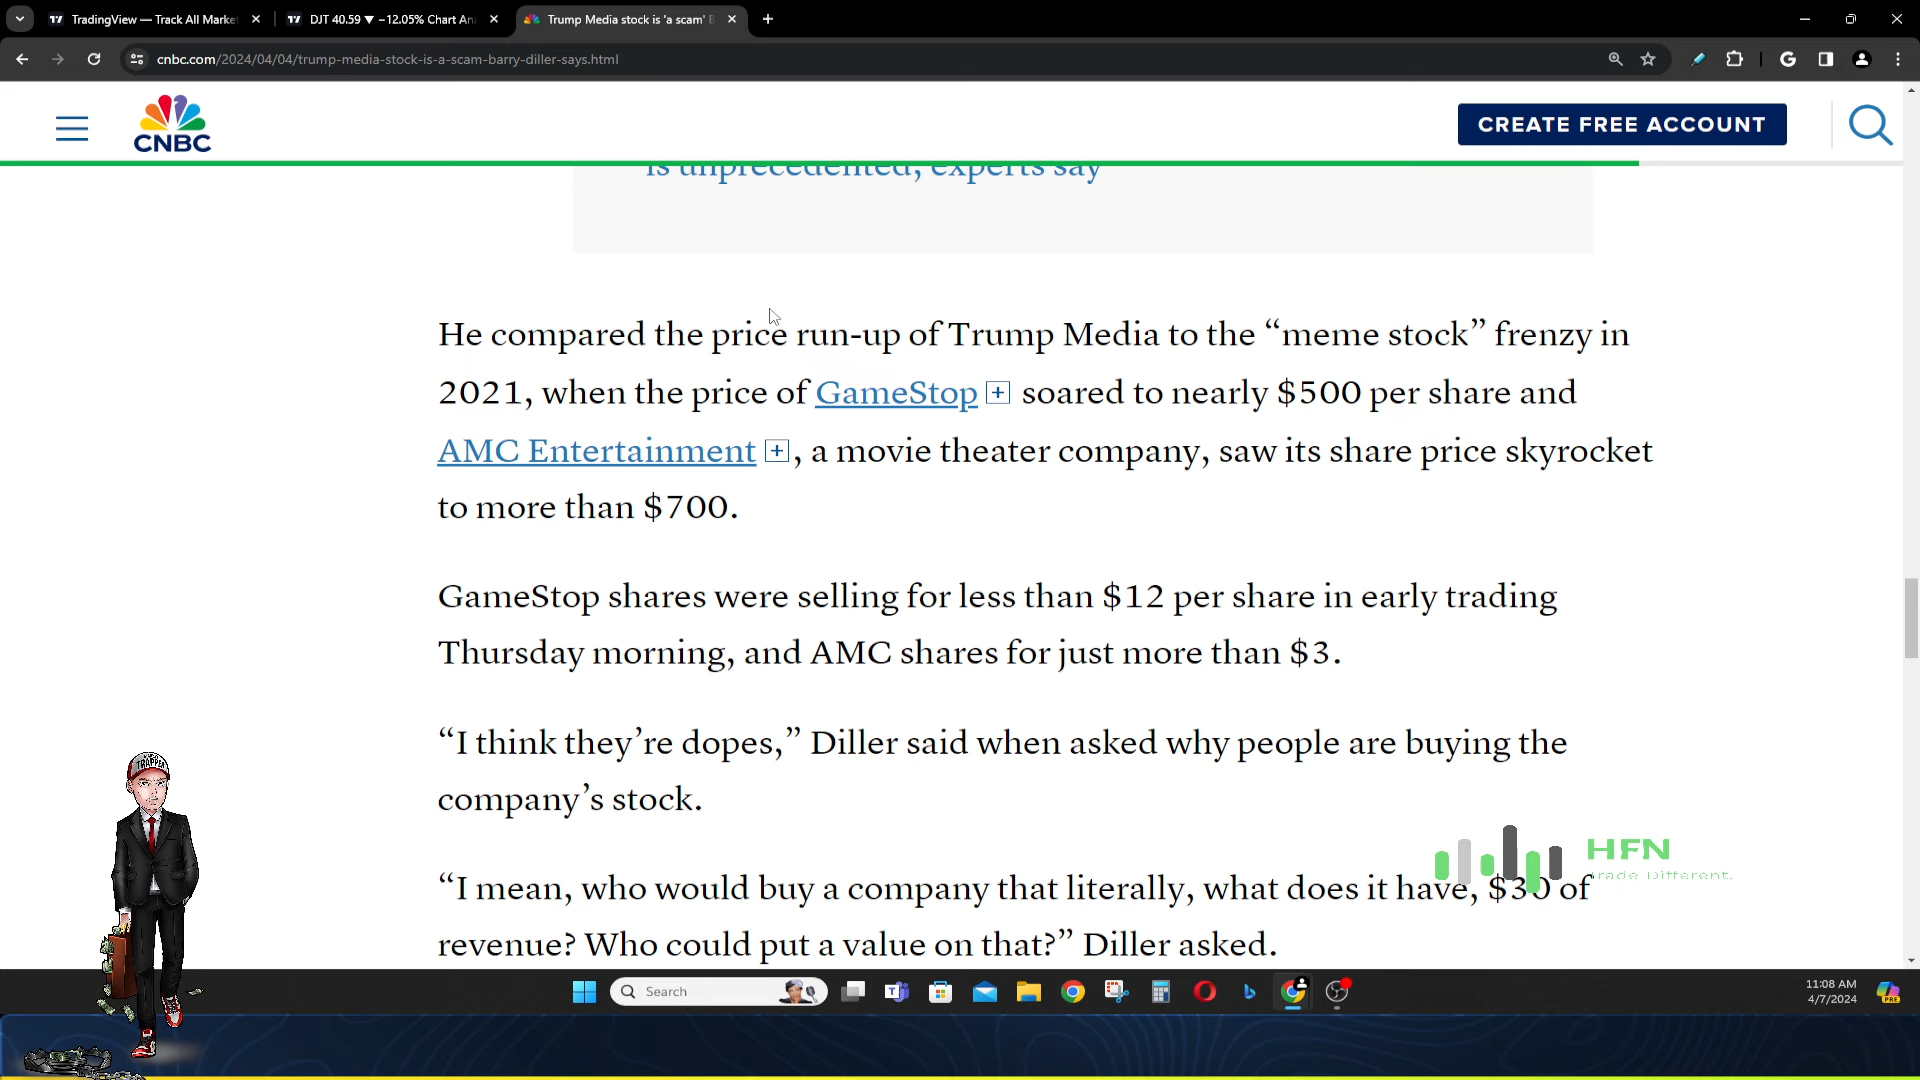 TradingView — Track All Marke
DJT 40.59 ▼ −12.05% Chart An
Trump Media stock is 'a scam' B
cnbc.com/2024/04/04/trump-media-stock-is-a-scam-barry-diller-says.html
CNBC
CREATE FREE ACCOUNT
is unprecedented, experts say
He compared the price run-up of Trump Media to the “meme stock” frenzy in
2021, when the price of GameStop soared to nearly $500 per share and
AMC Entertainment , a movie theater company, saw its share price skyrocket
to more than $700.
GameStop shares were selling for less than $12 per share in early trading
Thursday morning, and AMC shares for just more than $3.
“I think they’re dopes,” Diller said when asked why people are buying the
company’s stock.
“I mean, who would buy a company that literally, what does it have, $30 of
revenue? Who could put a value on that?” Diller asked.
HFN
Trade Different.
TRAPPER
Search
11:08 AM
4/7/2024
PRE